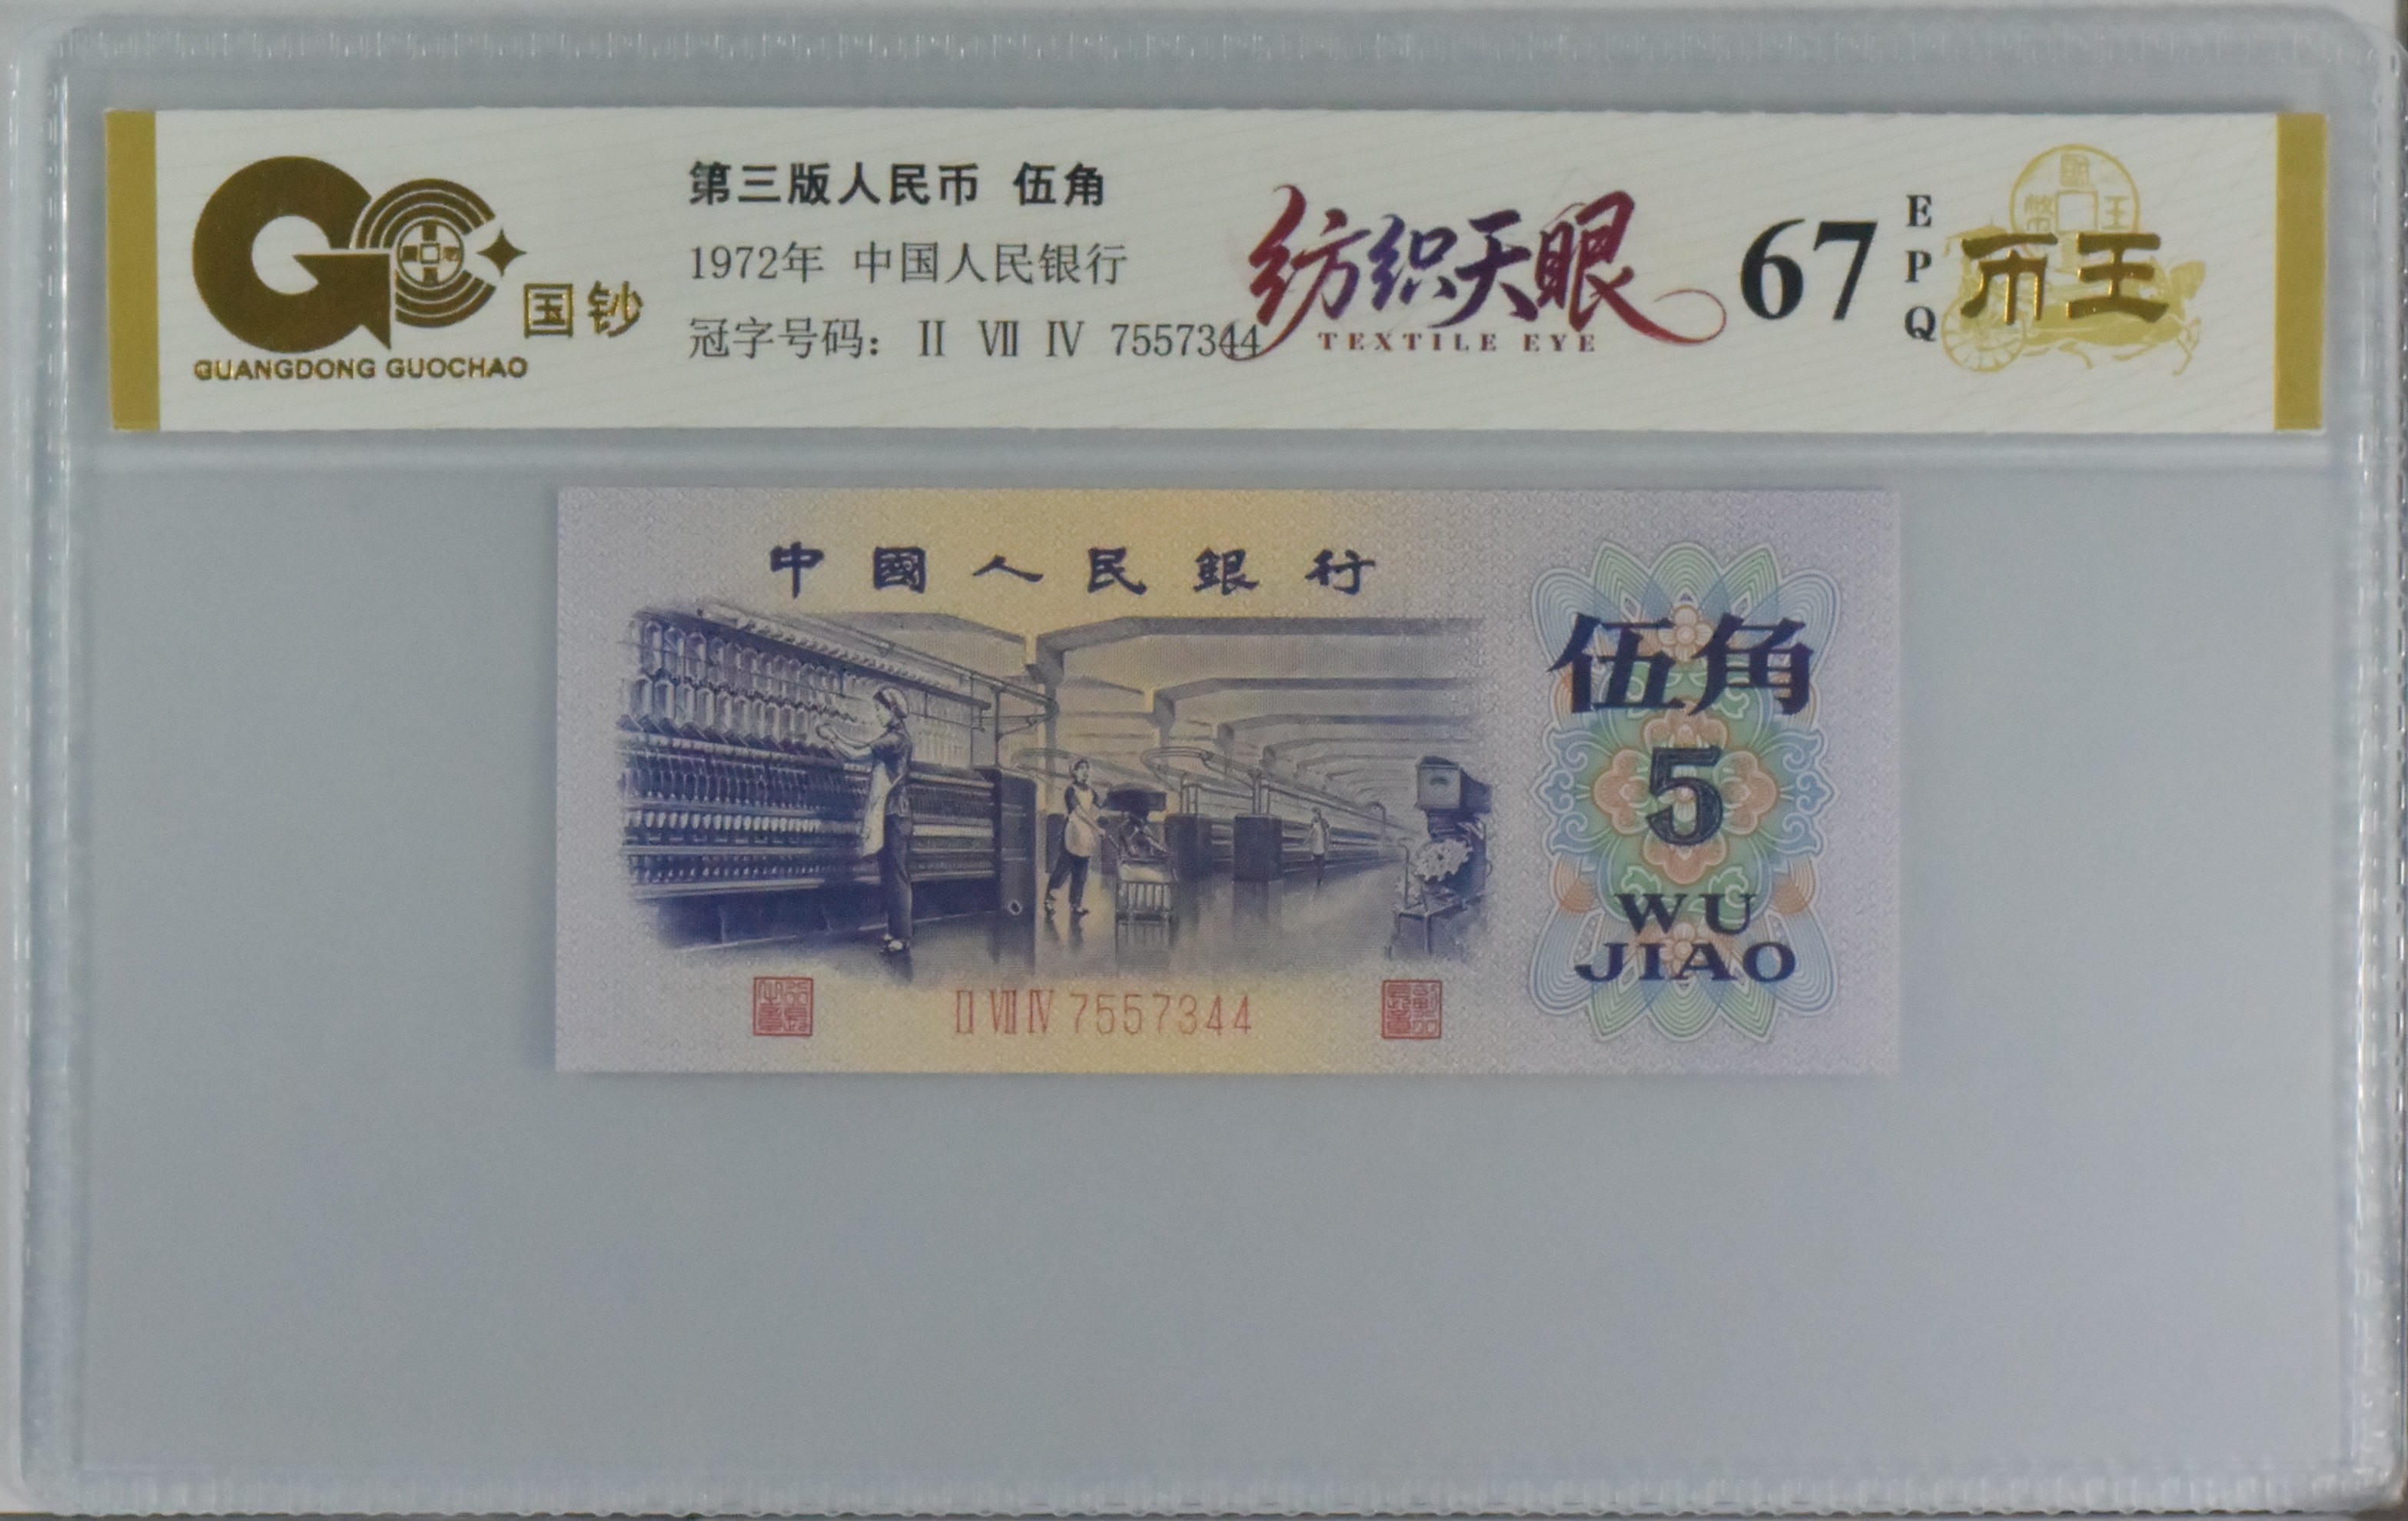 国钞
GUANGDONG GUOCHAO
第三版人民币 伍角
1972年 中国人民银行
冠字号码： II VII IV 7557344
纺织天眼
TEXTILE EYE
67
E
P
Q
币王
中國人民銀行
伍角
5
WU
JIAO
II VII IV 7557344